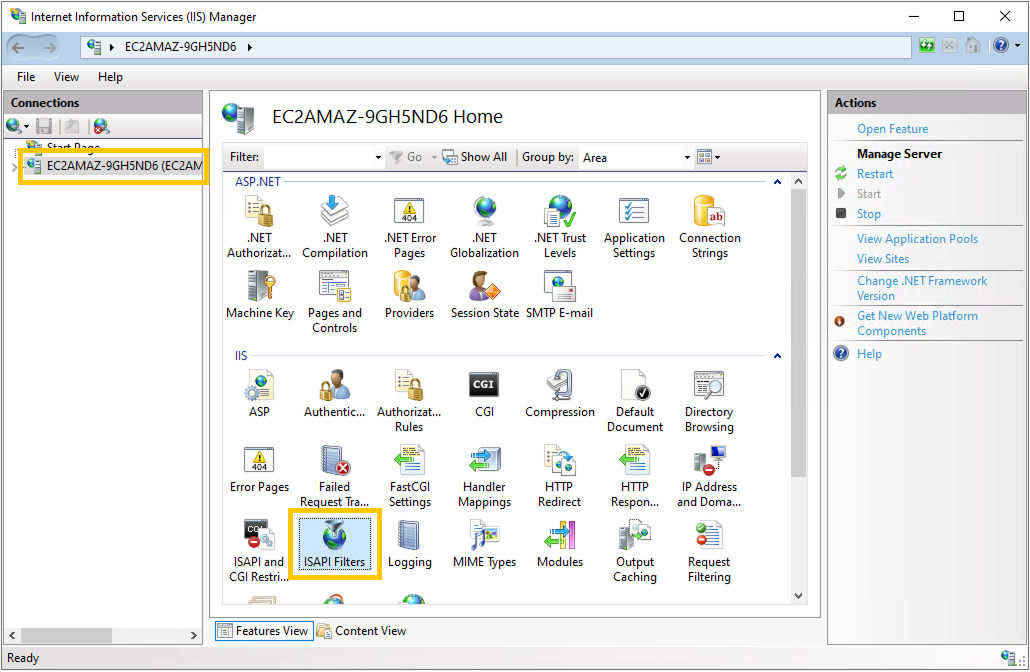 Internet Information Services (IIS) Manager
EC2AMAZ-9GH5ND6
File View Help
Connections
Start Page
EC2AMAZ-9GH5ND6 (EC2AM
EC2AMAZ-9GH5ND6 Home
Filter: Go Show All Group by: Area
ASP.NET
.NET Authorizat...
.NET Compilation
.NET Error Pages
.NET Globalization
.NET Trust Levels
Application Settings
Connection Strings
Machine Key
Pages and Controls
Providers
Session State
SMTP E-mail
IIS
ASP
Authentic...
Authorizat... Rules
CGI
Compression
Default Document
Directory Browsing
Error Pages
Failed Request Tra...
FastCGI Settings
Handler Mappings
HTTP Redirect
HTTP Respon...
IP Address and Doma...
ISAPI and CGI Restri...
ISAPI Filters
Logging
MIME Types
Modules
Output Caching
Request Filtering
Features View
Content View
Actions
Open Feature
Manage Server
Restart
Start
Stop
View Application Pools
View Sites
Change .NET Framework
Version
Get New Web Platform
Components
Help
Ready